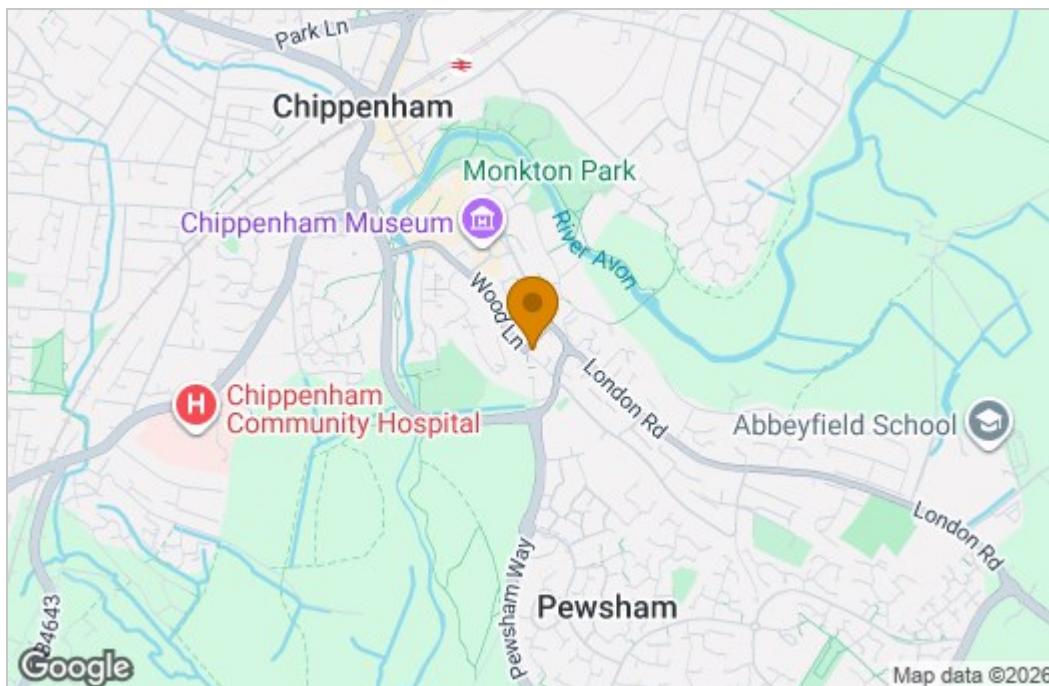 Park Ln
Chippenham
Monkton Park
Chippenham Museum
River Avon
Wood Ln
London Rd
Chippenham
Community Hospital
Abbeyfield School
London Rd
Pewsham Way
Pewsham
B4643
Google
Map data ©2026